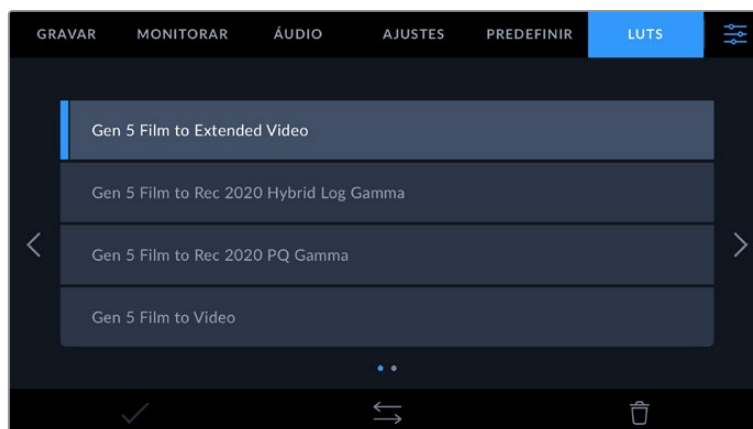 GRAVAR MONITORAR ÁUDIO AJUSTES PREDEFINIR LUTS
Gen 5 Film to Extended Video
Gen 5 Film to Rec 2020 Hybrid Log Gamma
Gen 5 Film to Rec 2020 PQ Gamma
Gen 5 Film to Video